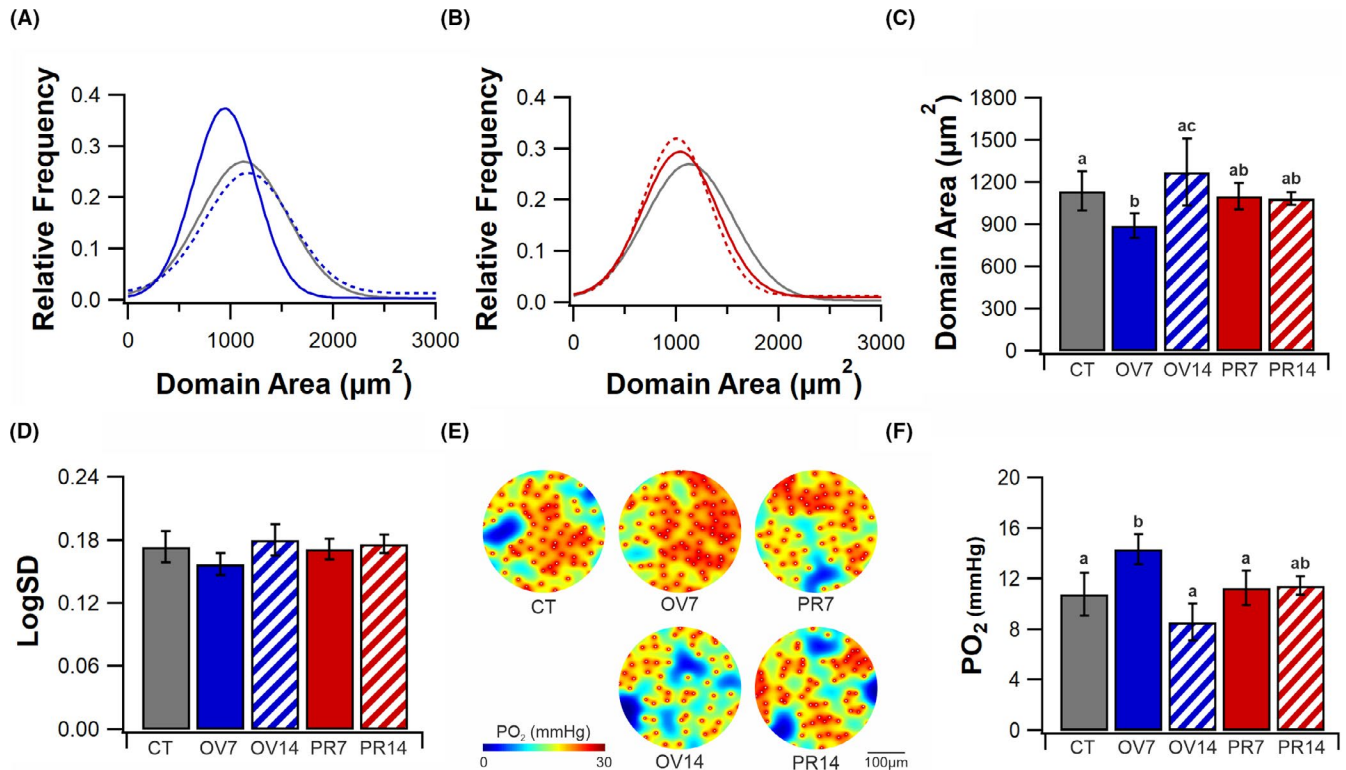 (A)
Relative Frequency
0.4
0.3
0.2
0.1
0.0
0
1000
2000
3000
Domain Area (µm²)
(B)
Relative Frequency
0.4
0.3
0.2
0.1
0.0
0
1000
2000
3000
Domain Area (µm²)
(C)
Domain Area (µm²)
1800
1500
1200
900
600
300
0
a
b
ac
ab
ab
CT
OV7
OV14
PR7
PR14
(D)
LogSD
0.24
0.18
0.12
0.06
0.00
CT
OV7
OV14
PR7
PR14
(E)
CT
OV7
PR7
OV14
PR14
PO₂ (mmHg)
0
30
100µm
(F)
PO₂ (mmHg)
20
16
12
8
4
0
a
b
a
a
ab
CT
OV7
OV14
PR7
PR14